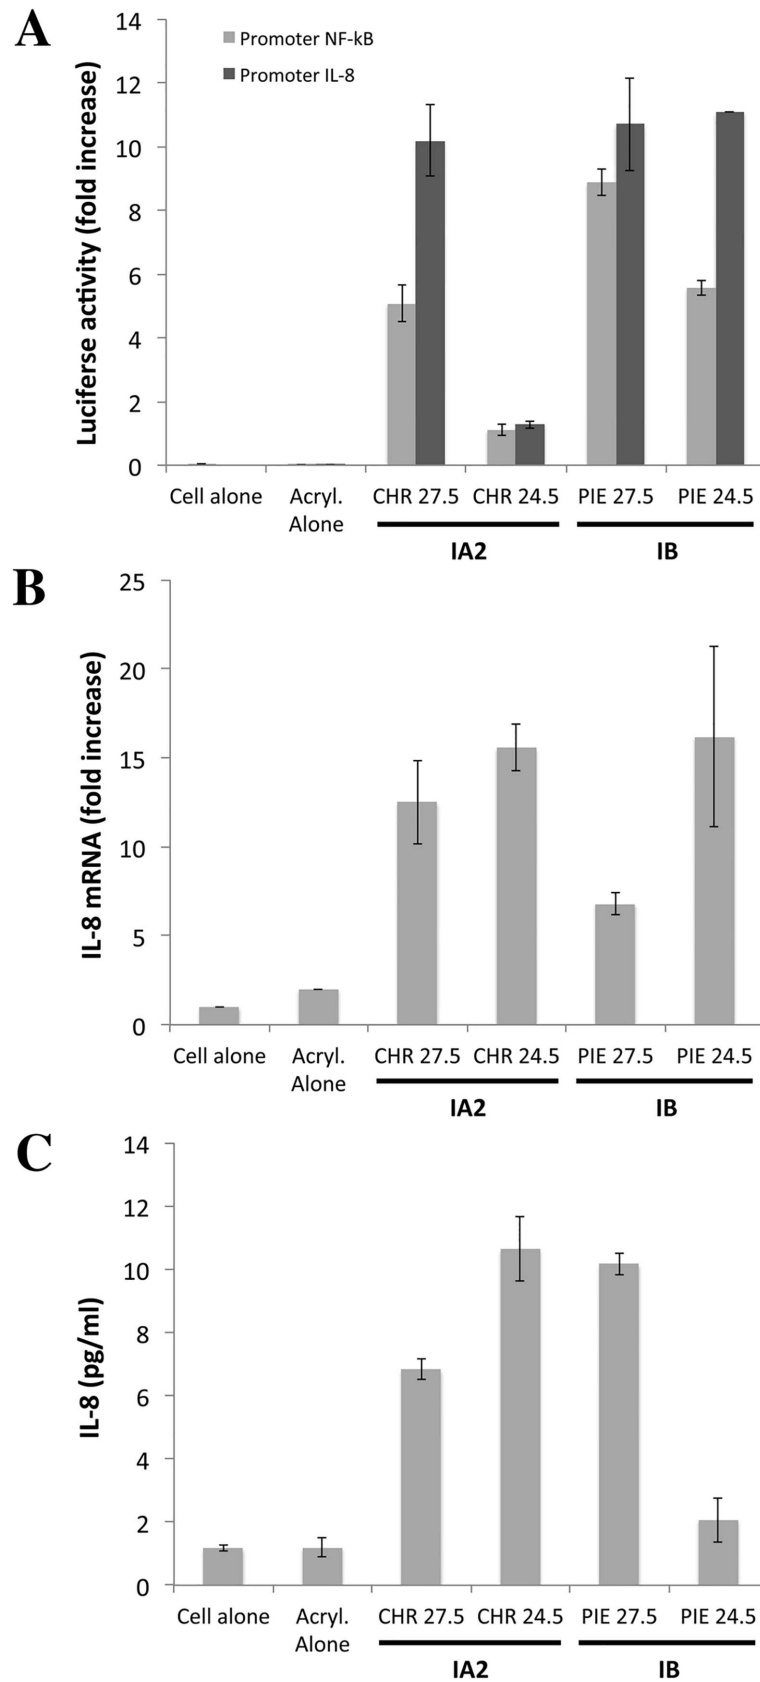 A
Luciferse activity (fold increase)
14
12
10
8
6
4
2
0
Promoter NF-kB
Promoter IL-8
Cell alone
Acryl.
Alone
CHR 27.5
CHR 24.5
PIE 27.5
PIE 24.5
IA2
IB
B
IL-8 mRNA (fold increase)
25
20
15
10
5
0
Cell alone
Acryl.
Alone
CHR 27.5
CHR 24.5
PIE 27.5
PIE 24.5
IA2
IB
C
IL-8 (pg/ml)
14
12
10
8
6
4
2
0
Cell alone
Acryl.
Alone
CHR 27.5
CHR 24.5
PIE 27.5
PIE 24.5
IA2
IB